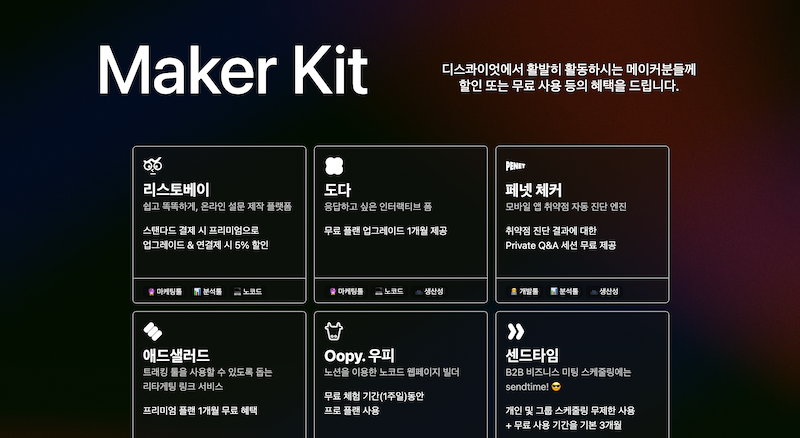 Maker Kit
디스콰이엇에서 활발히 활동하시는 메이커분들께
할인 또는 무료 사용 등의 혜택을 드립니다.
리스토베이
쉽고 똑똑하게, 온라인 설문 제작 플랫폼
스탠다드 결제 시 프리미엄으로
업그레이드 & 연결제 시 5% 할인
마케팅툴 분석툴 노코드
도다
응답하고 싶은 인터랙티브 폼
무료 플랜 업그레이드 1개월 제공
마케팅툴 노코드 생산성
PENET
페넷 체커
모바일 앱 취약점 자동 진단 엔진
취약점 진단 결과에 대한
Private Q&A 세션 무료 제공
개발툴 분석툴 생산성
애드샐러드
트래킹 툴을 사용할 수 있도록 돕는
리타게팅 링크 서비스
프리미엄 플랜 1개월 무료 혜택
Oopy. 우피
노션을 이용한 노코드 웹페이지 빌더
무료 체험 기간(1주일)동안
프로 플랜 사용
센드타임
B2B 비즈니스 미팅 스케줄링에는
sendtime! 😎
개인 및 그룹 스케줄링 무제한 사용
+ 무료 사용 기간을 기본 3개월